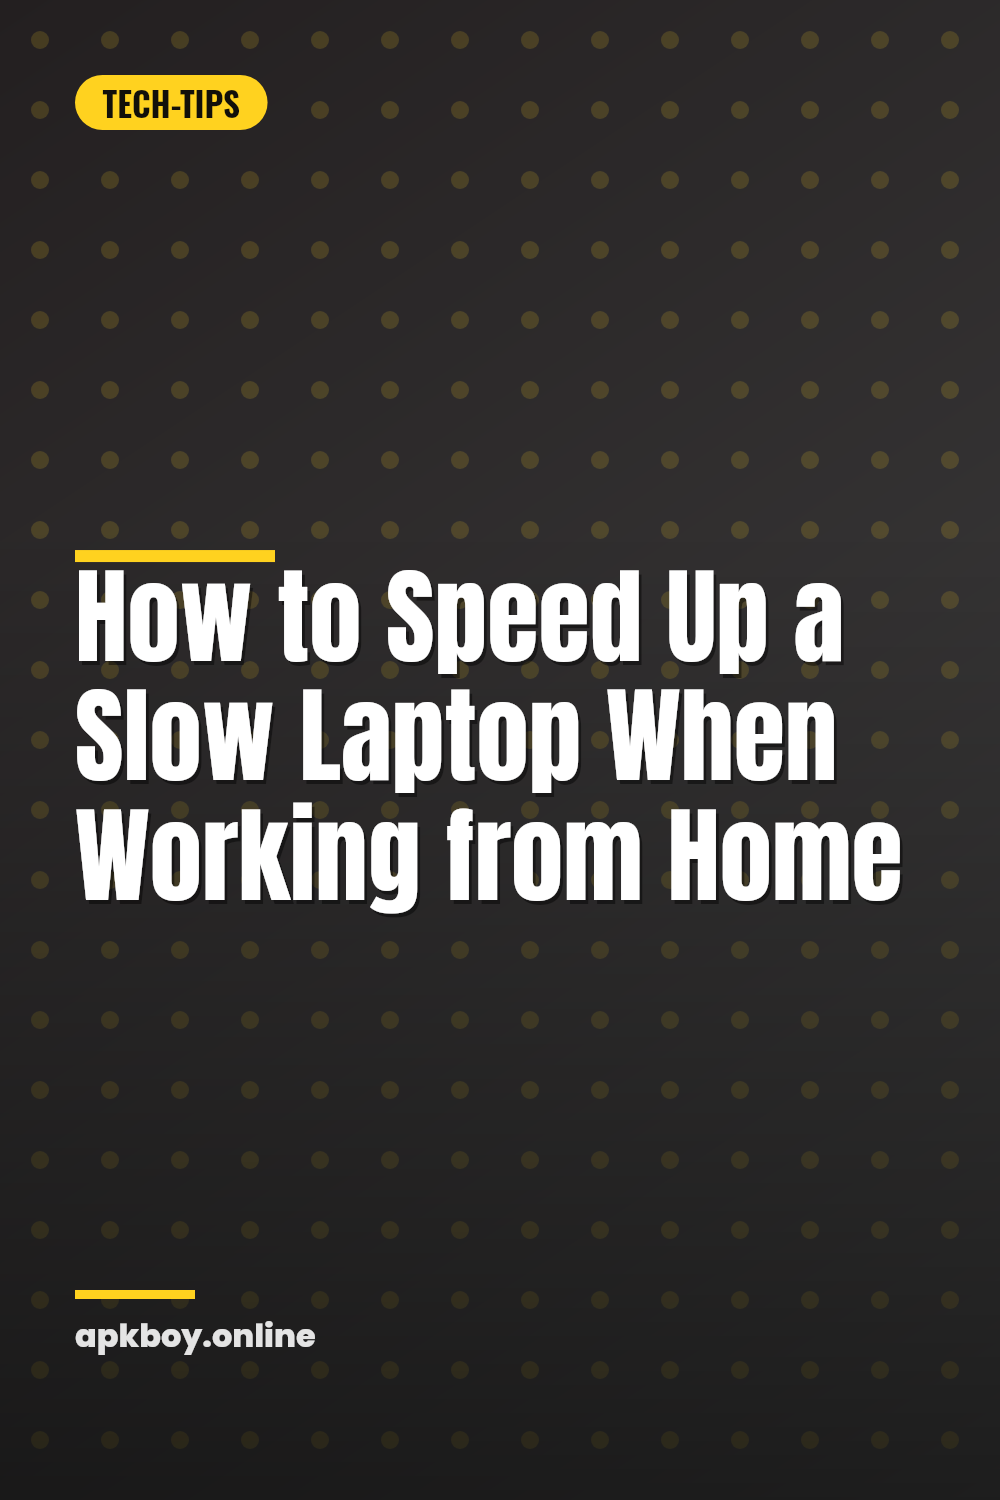 TECH-TIPS
How to Speed Up a
Slow Laptop When
Working from Home
apkboy.online